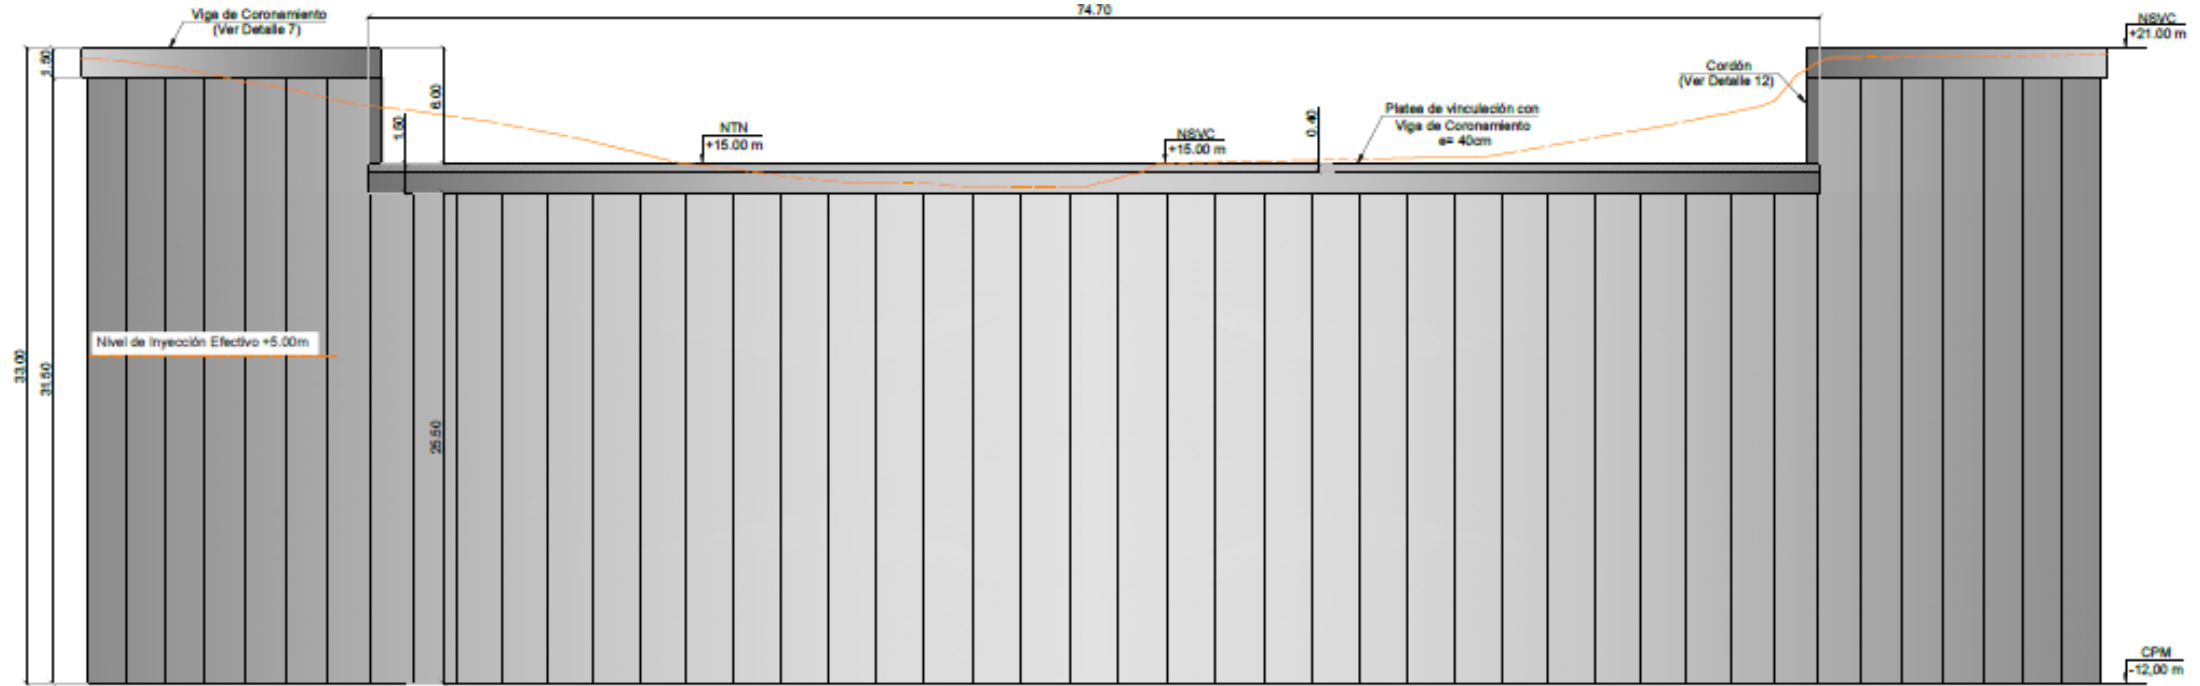 74.70
Viga de Coronamiento
(Ver Detalle 7)
NSVC
+21.00 m
1.50
6.00
Cordón
(Ver Detalle 12)
Platea de vinculación con
Viga de Coronamiento
e= 40cm
1.50
NTN
+15.00 m
NSVC
+15.00 m
0.40
Nivel de Inyección Efectivo +5.00m
33.00
31.50
25.50
CPM
-12,00 m